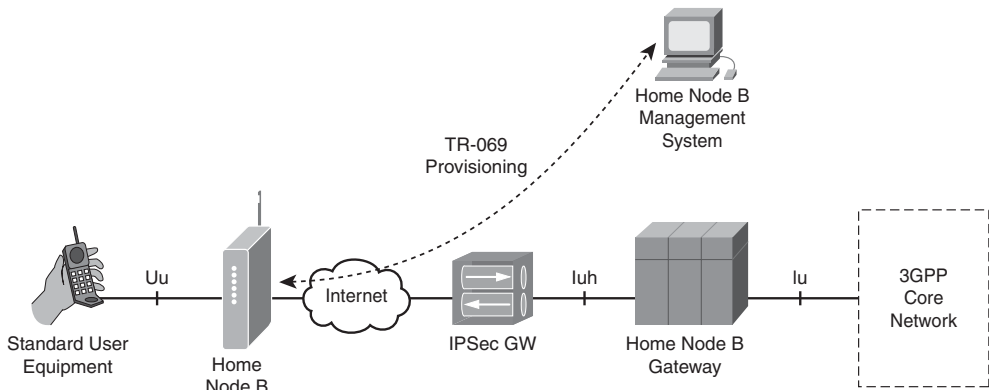 Home Node B
Management
System
TR-069
Provisioning
Uu
Internet
Iuh
Iu
3GPP
Core
Network
Standard User
Equipment
Home
Node B
IPSec GW
Home Node B
Gateway